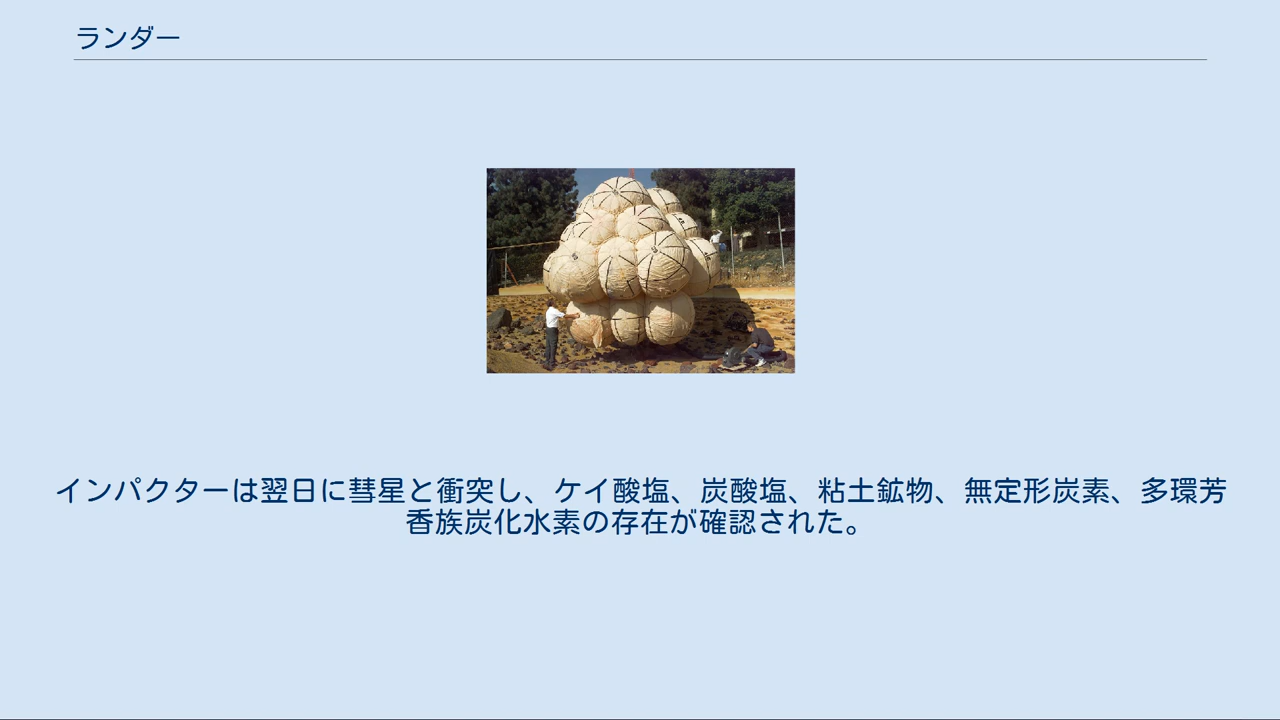 ランダー
インパクターは翌日に彗星と衝突し、ケイ酸塩、炭酸塩、粘土鉱物、無定形炭素、多環芳
香族炭化水素の存在が確認された。